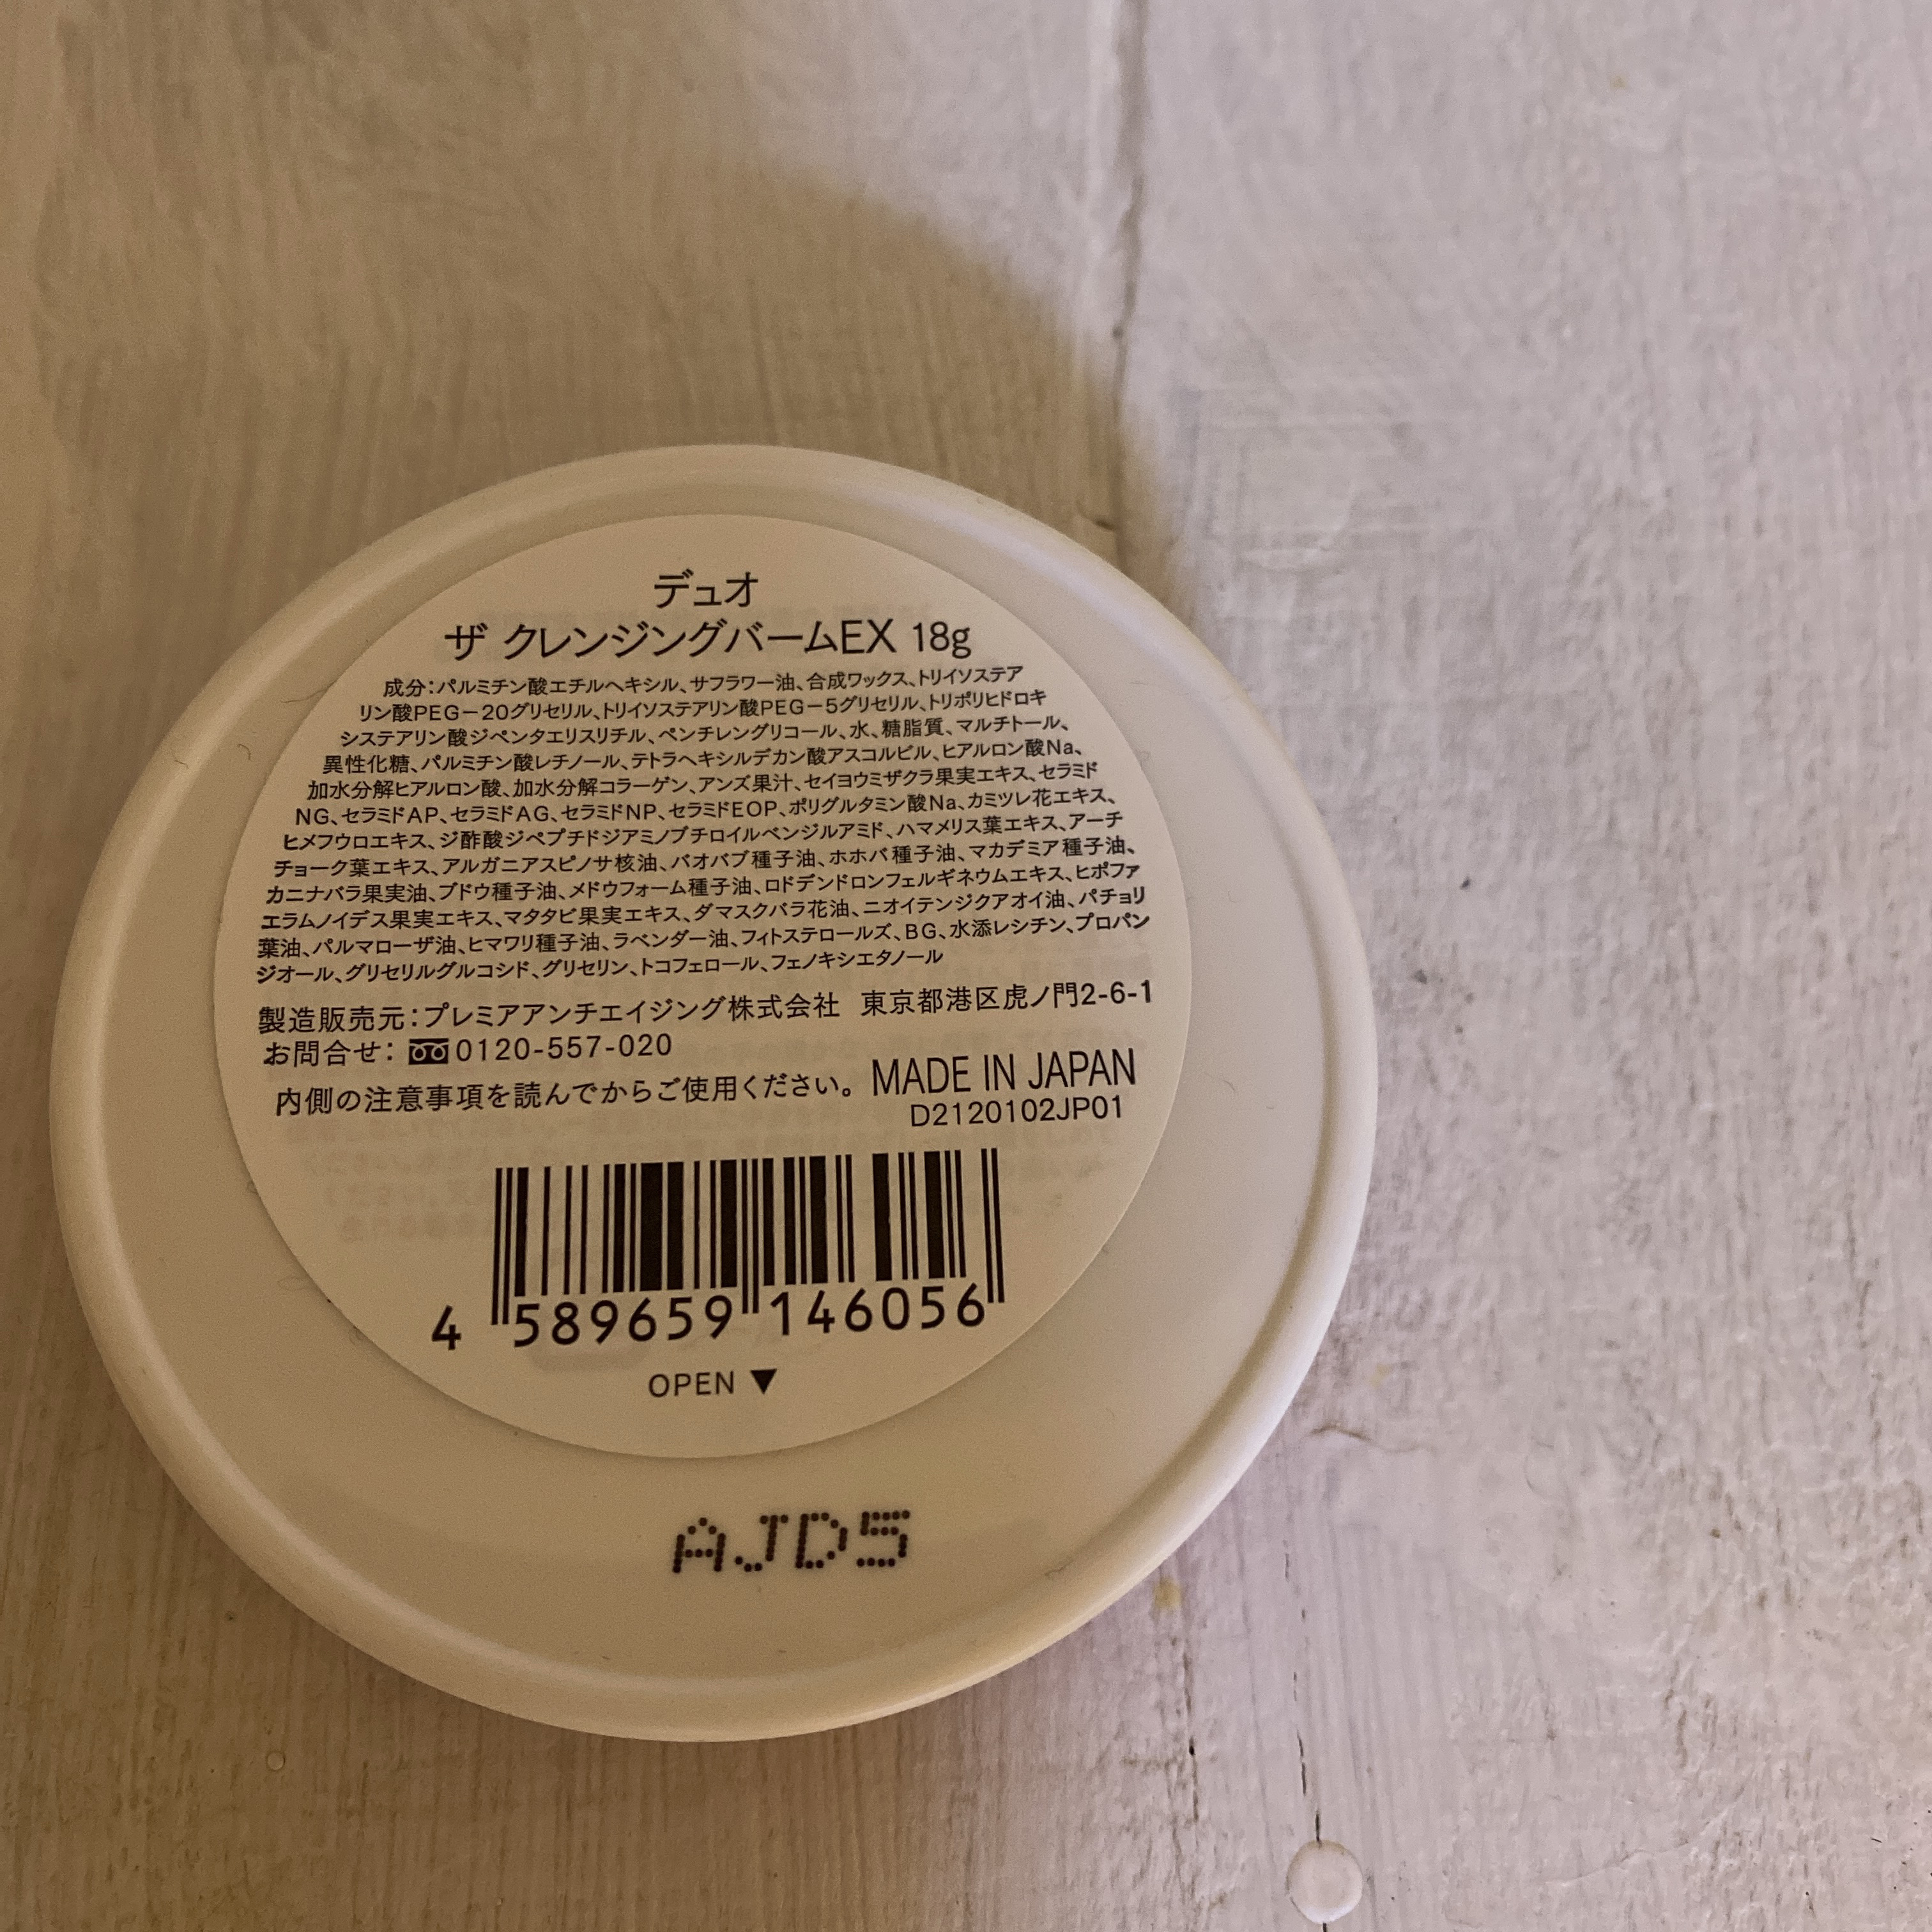 デュオ
ザ クレンジングバームEX 18g
成分：パルミチン酸エチルヘキシル、サフラワー油、合成ワックス、トリイソステア
リン酸PEG－20グリセリル、トリイソステアリン酸PEG－5グリセリル、トリポリヒドロキ
システアリン酸ジペンタエリスリチル、ペンチレングリコール、水、糖脂質、マルチトール、
異性化糖、パルミチン酸レチノール、テトラヘキシルデカン酸アスコルビル、ヒアルロン酸Na、
加水分解ヒアルロン酸、加水分解コラーゲン、アンズ果汁、セイヨウミザクラ果実エキス、セラミド
NG、セラミドAP、セラミドAG、セラミドNP、セラミドEOP、ポリグルタミン酸Na、カミツレ花エキス、
ヒメフウロエキス、ジ酢酸ジペプチドジアミノブチロイルベンジルアミド、ハマメリス葉エキス、アーチ
チョーク葉エキス、アルガニアスピノサ核油、バオバブ種子油、ホホバ種子油、マカデミア種子油、
カニナバラ果実油、ブドウ種子油、メドウフォーム種子油、ロドデンドロンフェルギネウムエキス、ヒポファ
エラムノイデス果実エキス、マタタビ果実エキス、ダマスクバラ花油、ニオイテンジクアオイ油、パチョリ
葉油、パルマローザ油、ヒマワリ種子油、ラベンダー油、フィトステロールズ、BG、水添レシチン、プロパン
ジオール、グリセリルグルコシド、グリセリン、トコフェロール、フェノキシエタノール
製造販売元：プレミアアンチエイジング株式会社 東京都港区虎ノ門2-6-1
お問合せ： 0120-557-020
内側の注意事項を読んでからご使用ください。 MADE IN JAPAN
D2120102JP01
4 589659 146056
OPEN ▼
AJD5